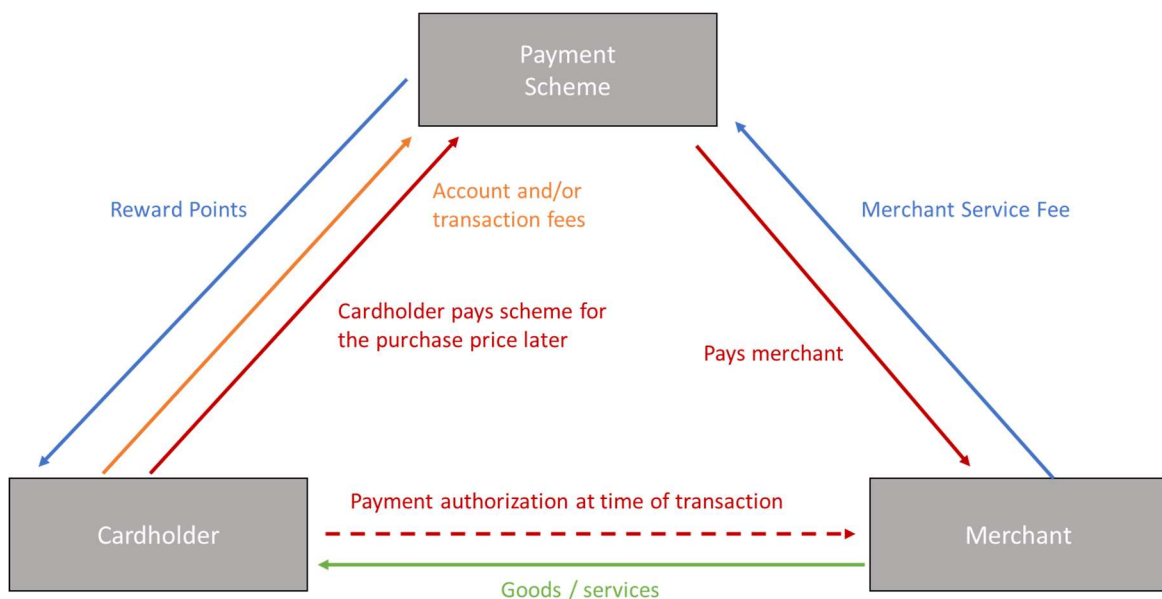 Payment
Scheme
Reward Points
Account and/or
transaction fees
Merchant Service Fee
Cardholder pays scheme for
the purchase price later
Pays merchant
Payment authorization at time of transaction
Cardholder
Merchant
Goods / services